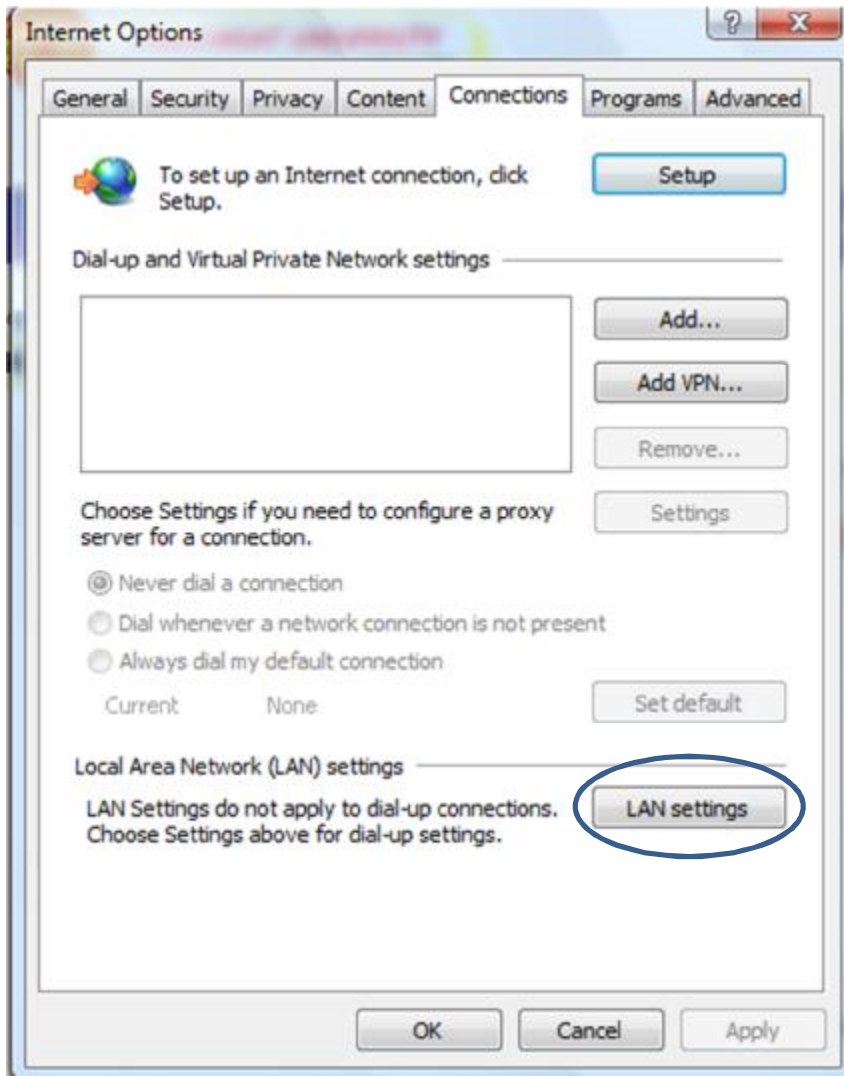 Internet Options
General Security Privacy Content Connections Programs Advanced
To set up an Internet connection, click
Setup.
Setup
Dial-up and Virtual Private Network settings
Add...
Add VPN...
Remove...
Choose Settings if you need to configure a proxy
server for a connection.
Settings
Never dial a connection
Dial whenever a network connection is not present
Always dial my default connection
Current None
Set default
Local Area Network (LAN) settings
LAN Settings do not apply to dial-up connections.
Choose Settings above for dial-up settings.
LAN settings
OK Cancel Apply